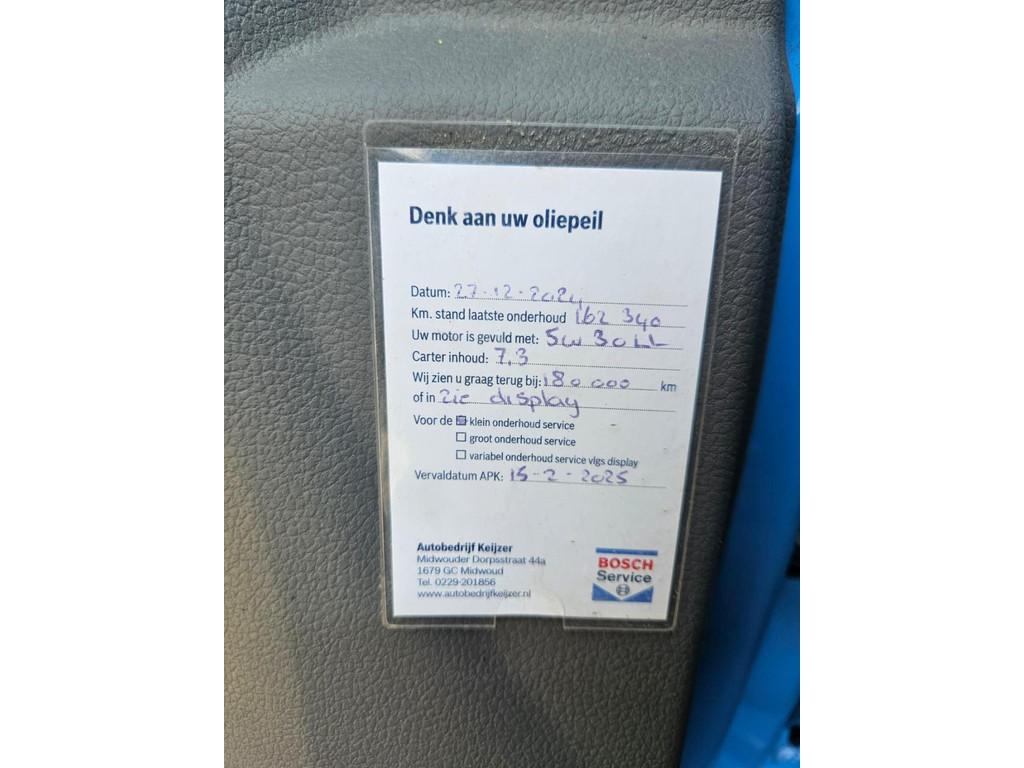 Denk aan uw oliepeil
Datum: 27-12-2024
Km. stand laatste onderhoud 162 340
Uw motor is gevuld met: 5w30LL
Carter inhoud: 7,3
Wij zien u graag terug bij: 180 000 km
of in zie display
Voor de klein onderhoud service
groot onderhoud service
variabel onderhoud service vlgs display
Vervaldatum APK: 15-2-2025
Autobedrijf Keijzer
Midwouder Dorpsstraat 44a
1679 GC Midwoud
Tel. 0229-201856
www.autobedrijfkeijzer.nl
BOSCH
Service